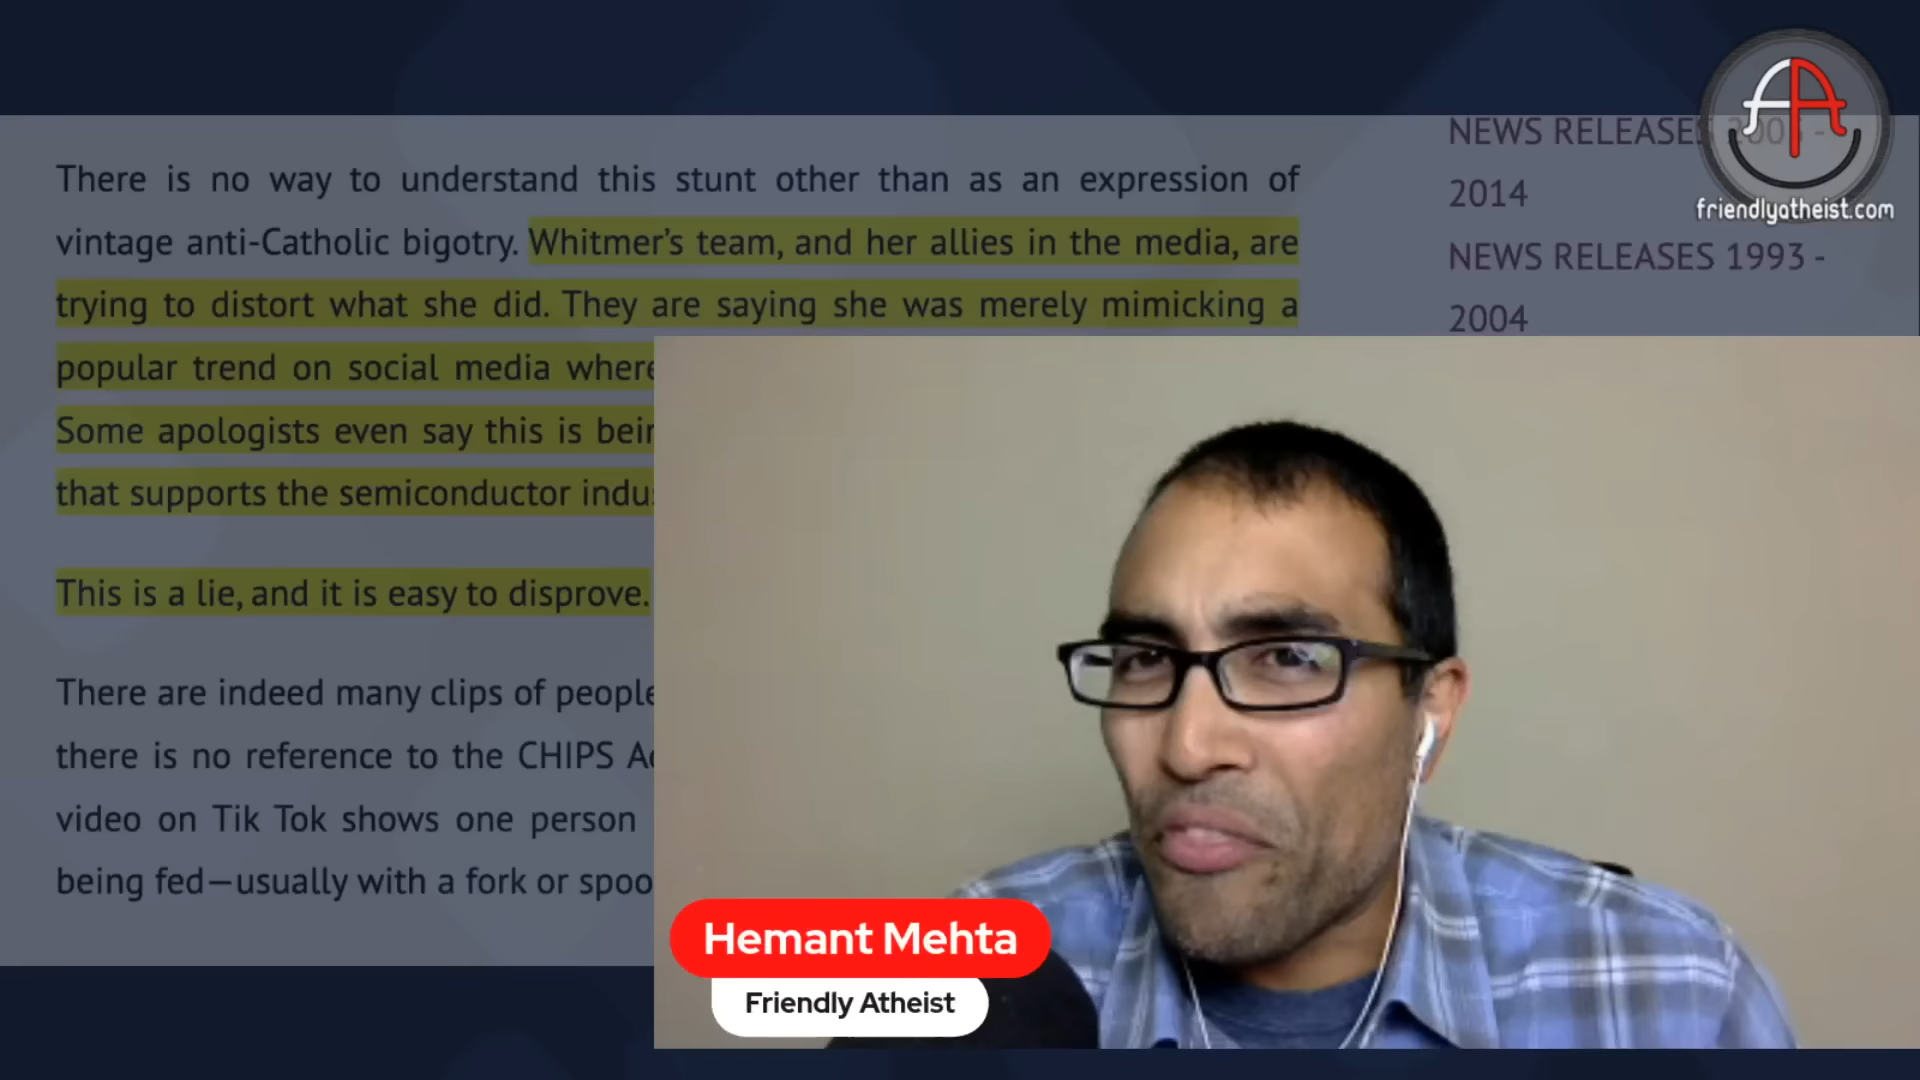 There is no way to understand this stunt other than as an expression of
vintage anti-Catholic bigotry. Whitmer's team, and her allies in the media, are
trying to distort what she did. They are saying she was merely mimicking a
popular trend on social media where
Some apologists even say this is
that supports the semiconductor
This is a lie, and it is easy to disprove.
There are indeed many clips of people
there is no reference to the CHIPS
video on Tik Tok shows one person
being fed—usually with a fork or
NEWS RELEASES -
2014
NEWS RELEASES 1993 -
2004
friendlyatheist.com
Hemant Mehta
Friendly Atheist